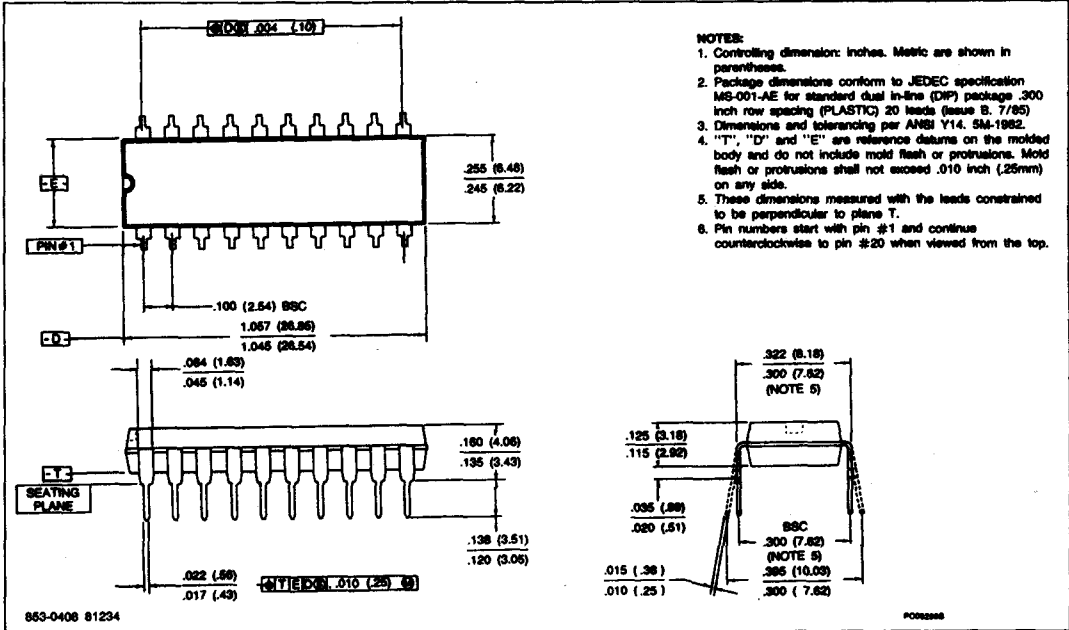 ⌖ D Ⓢ .004 (.10)
-E-
.255 (6.48)
.245 (6.22)
PIN #1
.100 (2.54) BSC
-D-
1.057 (26.85)
1.045 (26.54)
.064 (1.63)
.045 (1.14)
.160 (4.06)
.135 (3.43)
-T-
SEATING
PLANE
.138 (3.51)
.120 (3.05)
.022 (.56)
.017 (.43)
⌖ T E D Ⓢ .010 (.25) Ⓜ
853-0408 81234
NOTES:
1. Controlling dimension: inches. Metric are shown in
parentheses.
2. Package dimensions conform to JEDEC specification
MS-001-AE for standard dual in-line (DIP) package .300
inch row spacing (PLASTIC) 20 leads (issue B, 7/85)
3. Dimensions and tolerancing per ANSI Y14. 5M-1982.
4. "T", "D" and "E" are reference datums on the molded
body and do not include mold flash or protrusions. Mold
flash or protrusions shall not exceed .010 inch (.25mm)
on any side.
5. These dimensions measured with the leads constrained
to be perpendicular to plane T.
6. Pin numbers start with pin #1 and continue
counterclockwise to pin #20 when viewed from the top.
.322 (8.18)
.300 (7.62)
(NOTE 5)
.125 (3.18)
.115 (2.92)
.035 (.89)
.020 (.51)
BSC
.300 (7.62)
(NOTE 5)
.395 (10.03)
.300 ( 7.62)
.015 ( .38 )
.010 ( .25 )